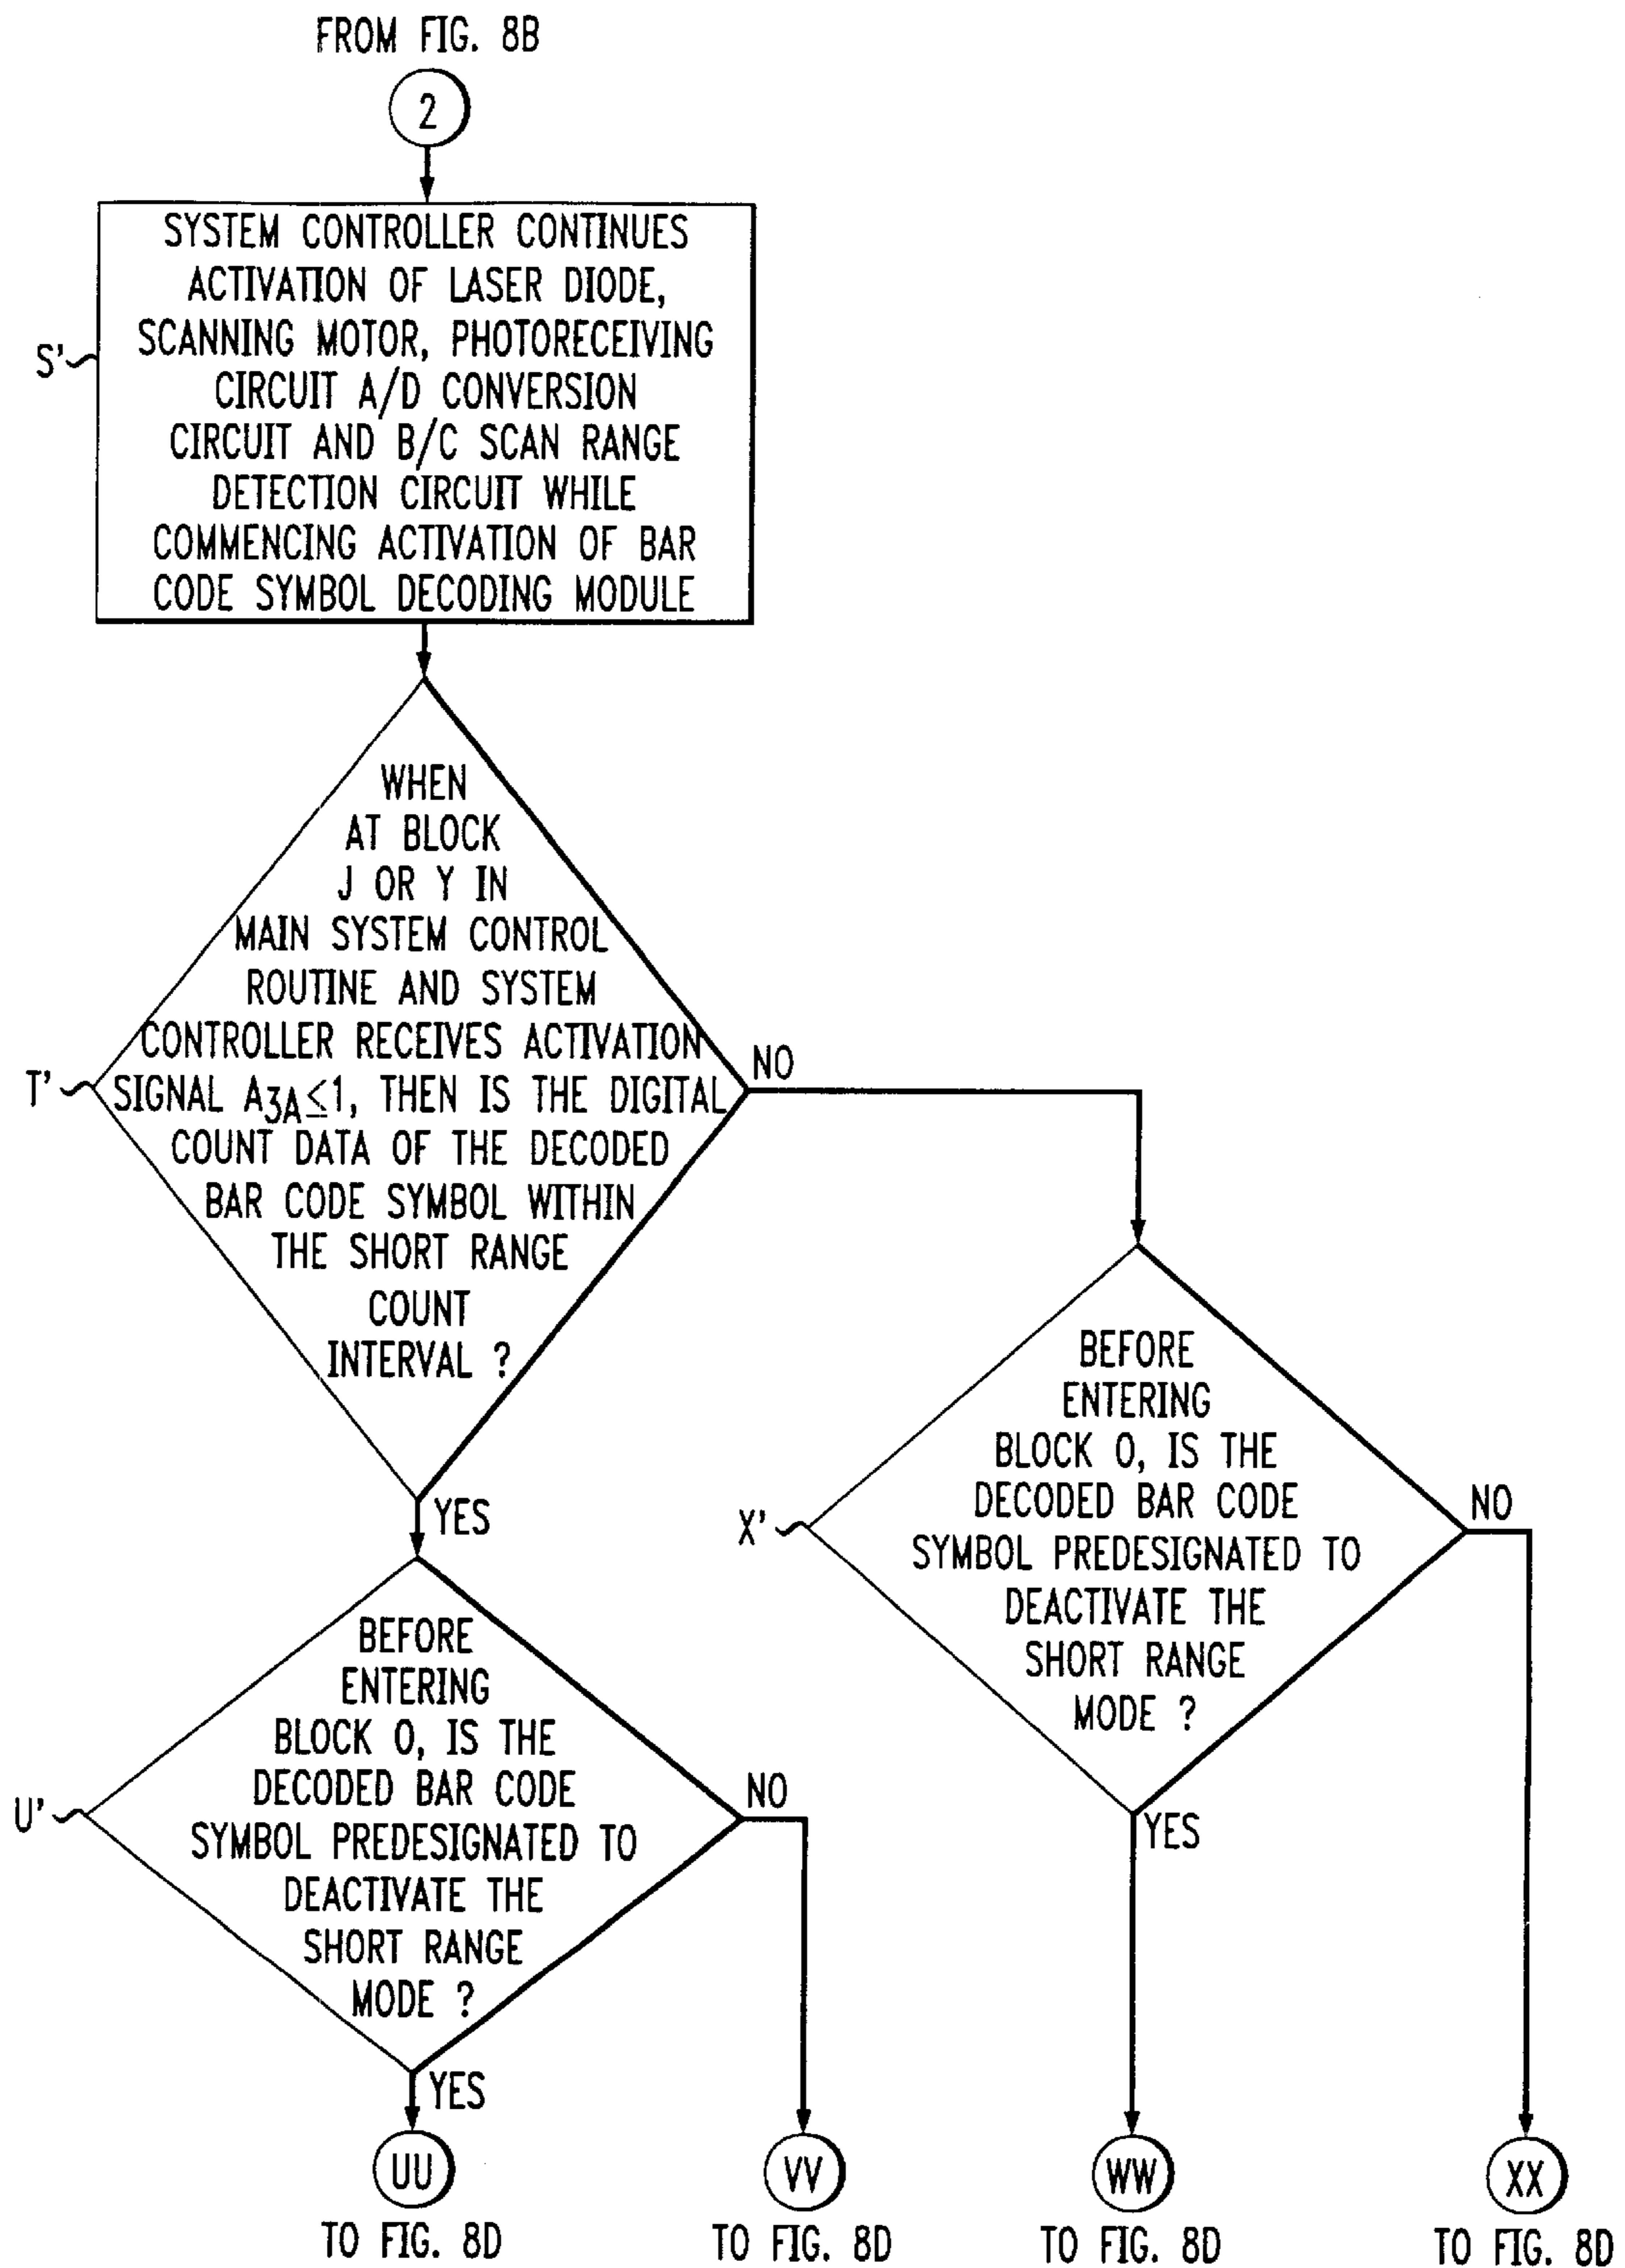 FROM FIG. 8B
2
S'
SYSTEM CONTROLLER CONTINUES
ACTIVATION OF LASER DIODE,
SCANNING MOTOR, PHOTORECEIVING
CIRCUIT A/D CONVERSION
CIRCUIT AND B/C SCAN RANGE
DETECTION CIRCUIT WHILE
COMMENCING ACTIVATION OF BAR
CODE SYMBOL DECODING MODULE
T'
WHEN
AT BLOCK
J OR Y IN
MAIN SYSTEM CONTROL
ROUTINE AND SYSTEM
CONTROLLER RECEIVES ACTIVATION
SIGNAL A3A≤1, THEN IS THE DIGITAL
COUNT DATA OF THE DECODED
BAR CODE SYMBOL WITHIN
THE SHORT RANGE
COUNT
INTERVAL ?
NO
YES
X'
BEFORE
ENTERING
BLOCK O, IS THE
DECODED BAR CODE
SYMBOL PREDESIGNATED TO
DEACTIVATE THE
SHORT RANGE
MODE ?
NO
YES
U'
BEFORE
ENTERING
BLOCK O, IS THE
DECODED BAR CODE
SYMBOL PREDESIGNATED TO
DEACTIVATE THE
SHORT RANGE
MODE ?
NO
YES
UU
TO FIG. 8D
VV
TO FIG. 8D
WW
TO FIG. 8D
XX
TO FIG. 8D